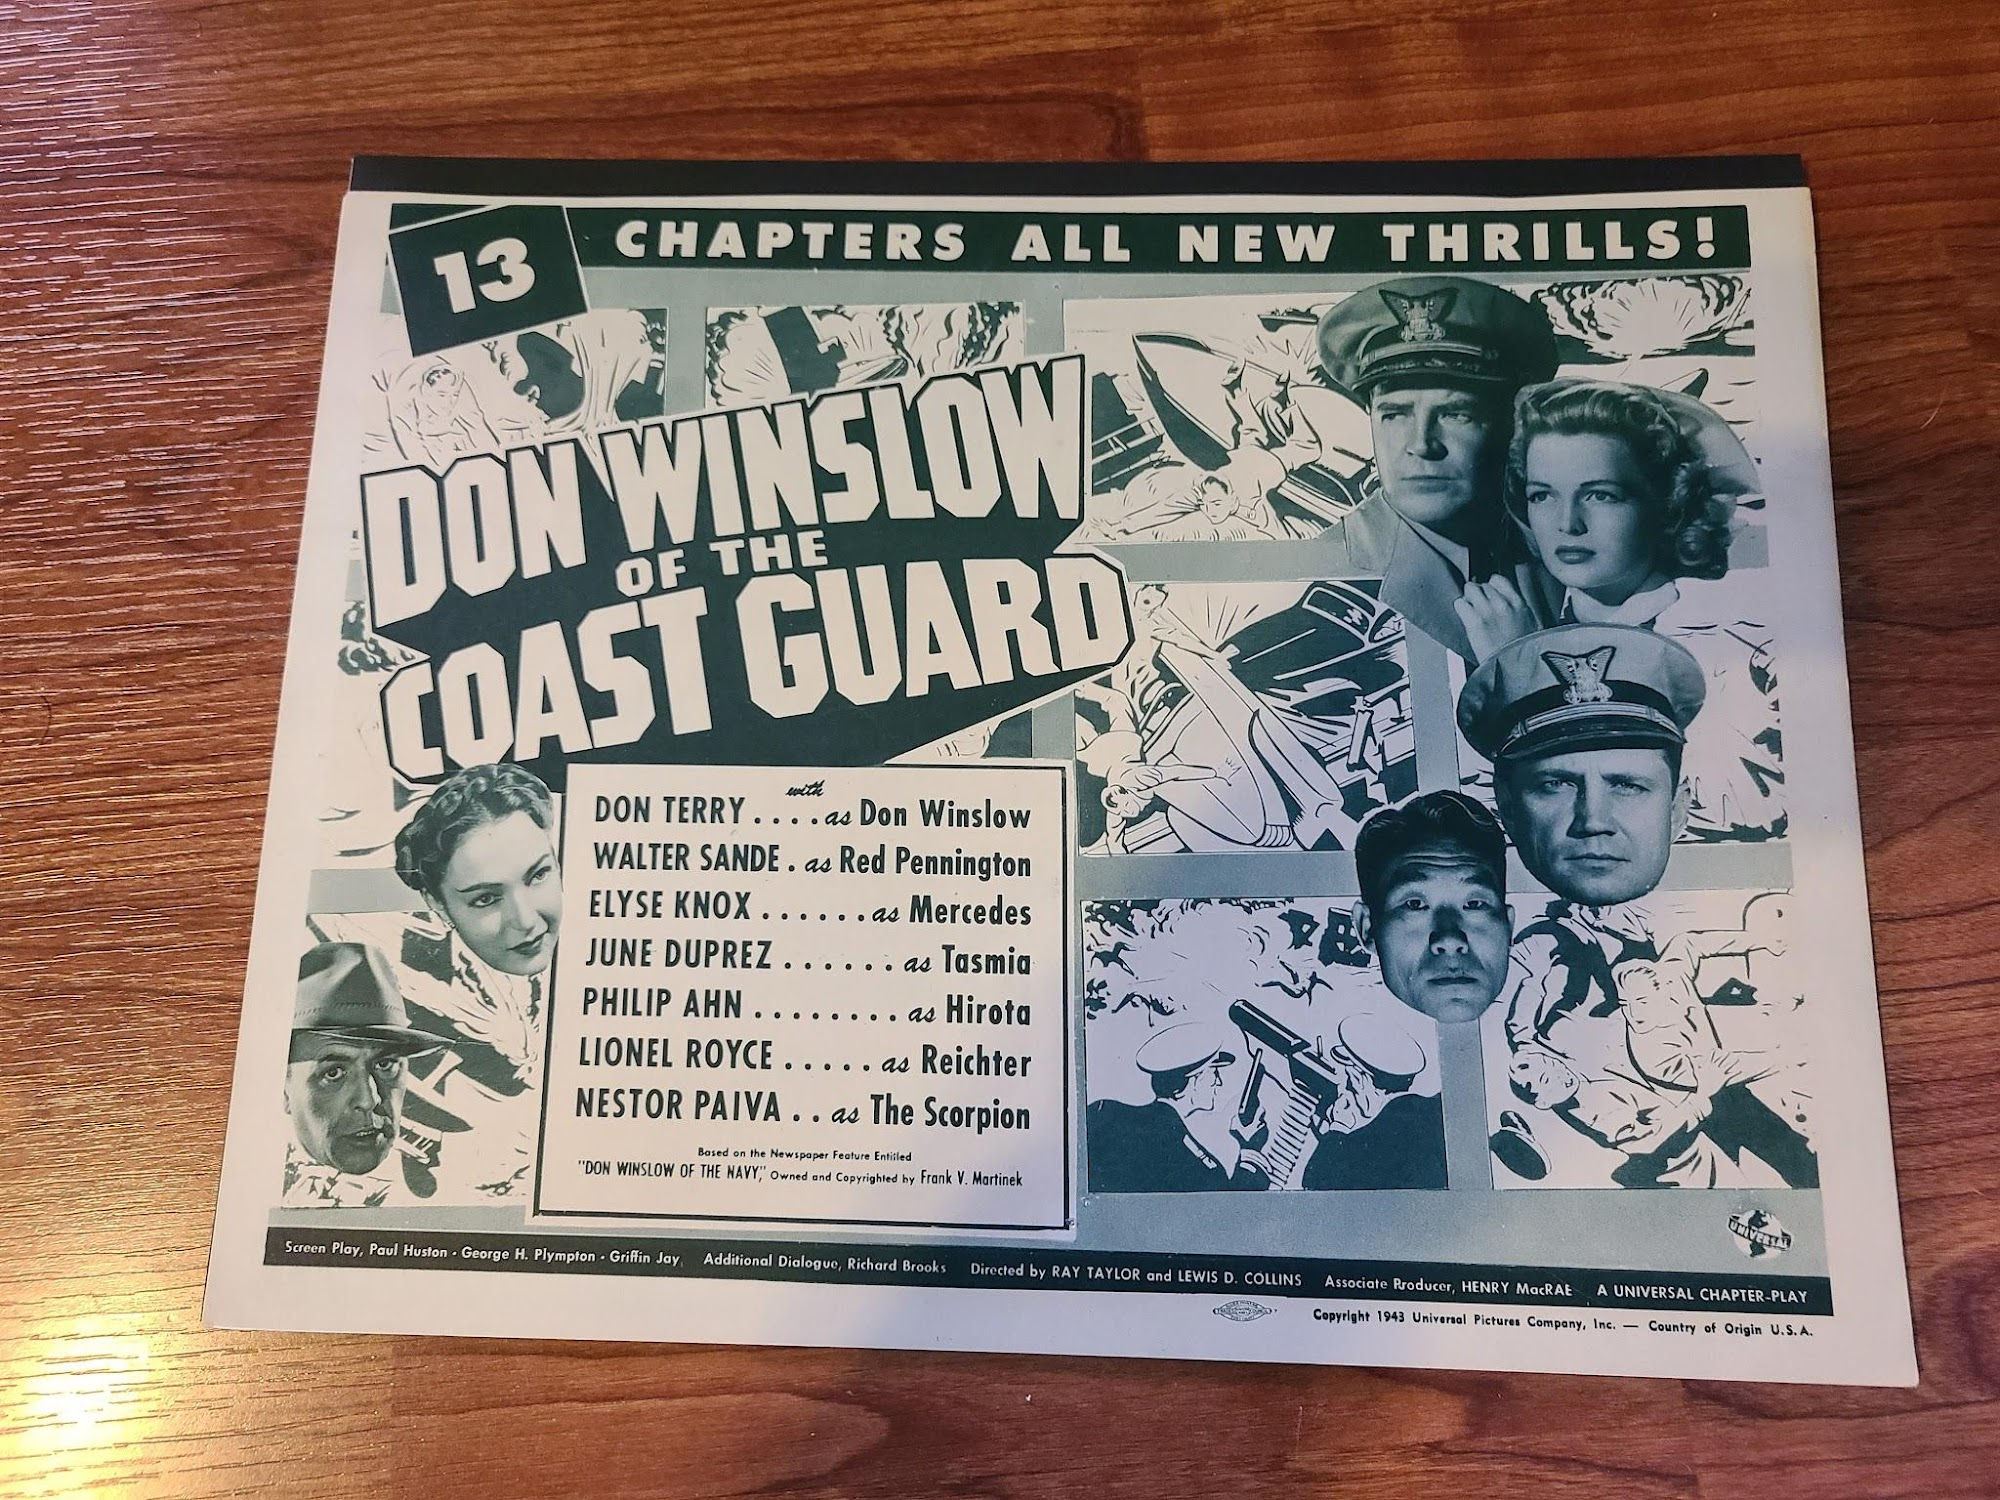 13 CHAPTERS ALL NEW THRILLS!
DON WINSLOW
OF THE
COAST GUARD
with
DON TERRY . . . . as Don Winslow
WALTER SANDE . as Red Pennington
ELYSE KNOX . . . . . . as Mercedes
JUNE DUPREZ . . . . . . as Tasmia
PHILIP AHN . . . . . . . . as Hirota
LIONEL ROYCE . . . . . as Reichter
NESTOR PAIVA . . as The Scorpion
Based on the Newspaper Feature Entitled
"DON WINSLOW OF THE NAVY," Owned and Copyrighted by Frank V. Martinek
UNIVERSAL
Screen Play, Paul Huston · George H. Plympton · Griffin Jay Additional Dialogue, Richard Brooks Directed by RAY TAYLOR and LEWIS D. COLLINS Associate Producer, HENRY MacRAE A UNIVERSAL CHAPTER-PLAY
Copyright 1943 Universal Pictures Company, Inc. — Country of Origin U.S.A.